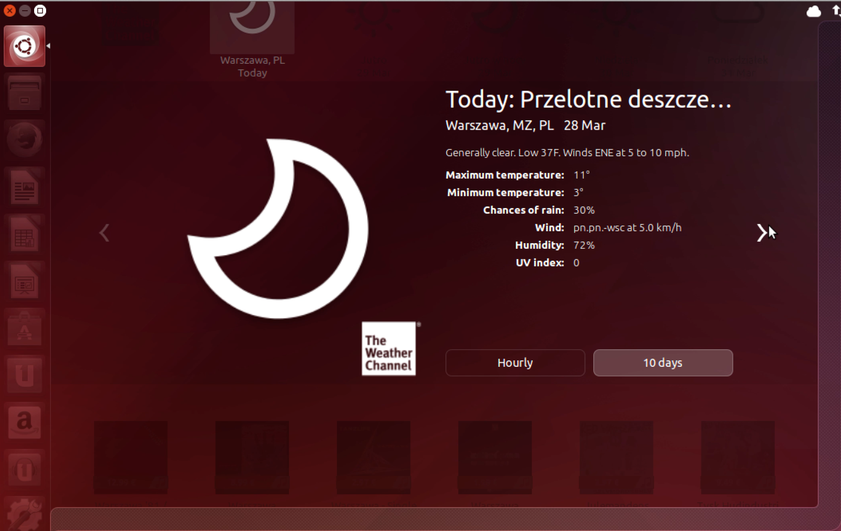 Warszawa, PL
Today
Today: Przelotne deszcze…
Warszawa, MZ, PL 28 Mar
Generally clear. Low 37F. Winds ENE at 5 to 10 mph.
Maximum temperature: 11°
Minimum temperature: 3°
Chances of rain: 30%
Wind: pn.pn.-wsc at 5.0 km/h
Humidity: 72%
UV index: 0
The
Weather
Channel
®
Hourly
10 days